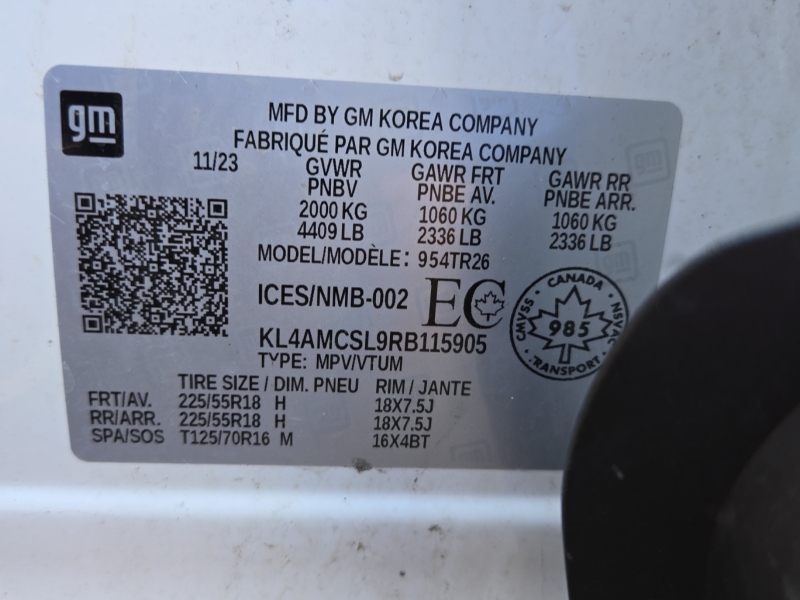 gm
MFD BY GM KOREA COMPANY
FABRIQUÉ PAR GM KOREA COMPANY
11/23 GVWR GAWR FRT GAWR RR
PNBV PNBE AV. PNBE ARR.
2000 KG 1060 KG 1060 KG
4409 LB 2336 LB 2336 LB
MODEL/MODÈLE: 954TR26
ICES/NMB-002 EC
CANADA
CMVSS 985 NSVAC
TRANSPORT
KL4AMCSL9RB115905
TYPE: MPV/VTUM
TIRE SIZE / DIM. PNEU RIM / JANTE
FRT/AV. 225/55R18 H 18X7.5J
RR/ARR. 225/55R18 H 18X7.5J
SPA/SOS T125/70R16 M 16X4BT